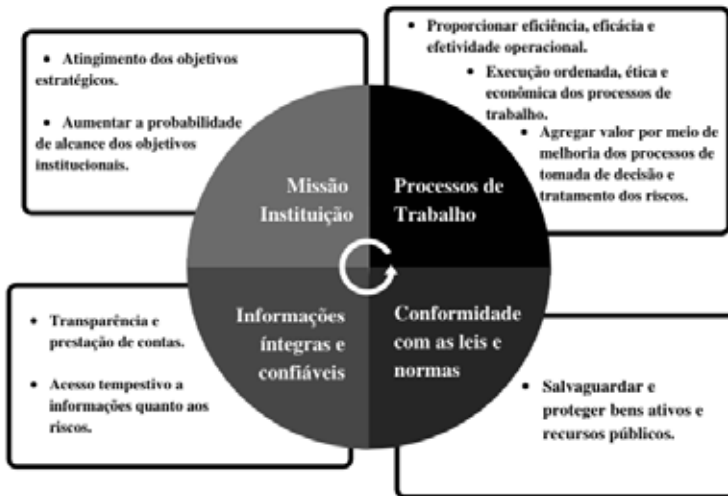 • Atingimento dos objetivos
estratégicos.
• Aumentar a probabilidade
de alcance dos objetivos
institucionais.
• Proporcionar eficiência, eficácia e
efetividade operacional.
• Execução ordenada, ética e
econômica dos processos de
trabalho.
• Agregar valor por meio de
melhoria dos processos de
tomada de decisão e
tratamento dos riscos.
Missão
Instituição
Processos de
Trabalho
Informações
íntegras e
confiáveis
Conformidade
com as leis e
normas
• Transparência e
prestação de contas.
• Acesso tempestivo a
informações quanto aos
riscos.
• Salvaguardar e
proteger bens ativos e
recursos públicos.